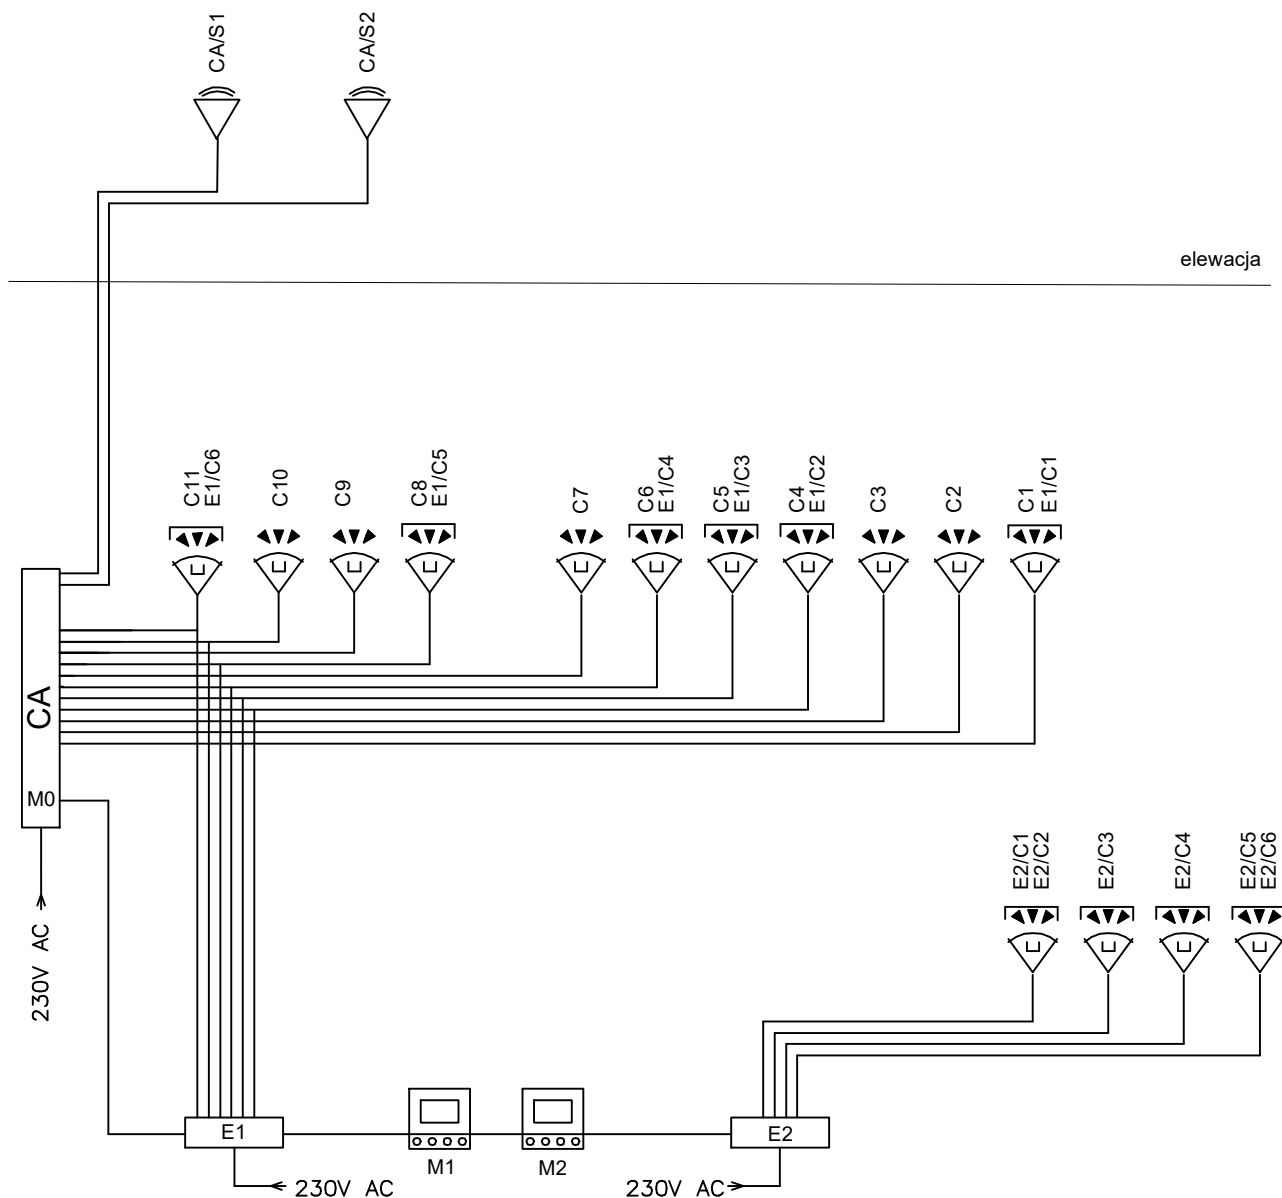 CA/S1
CA/S2
elewacja
C11
E1/C6
C10
C9
C8
E1/C5
C7
C6
E1/C4
C5
E1/C3
C4
E1/C2
C3
C2
C1
E1/C1
CA
M0
230V AC
E2/C1
E2/C2
E2/C3
E2/C4
E2/C5
E2/C6
E1
M1
M2
E2
230V AC
230V AC